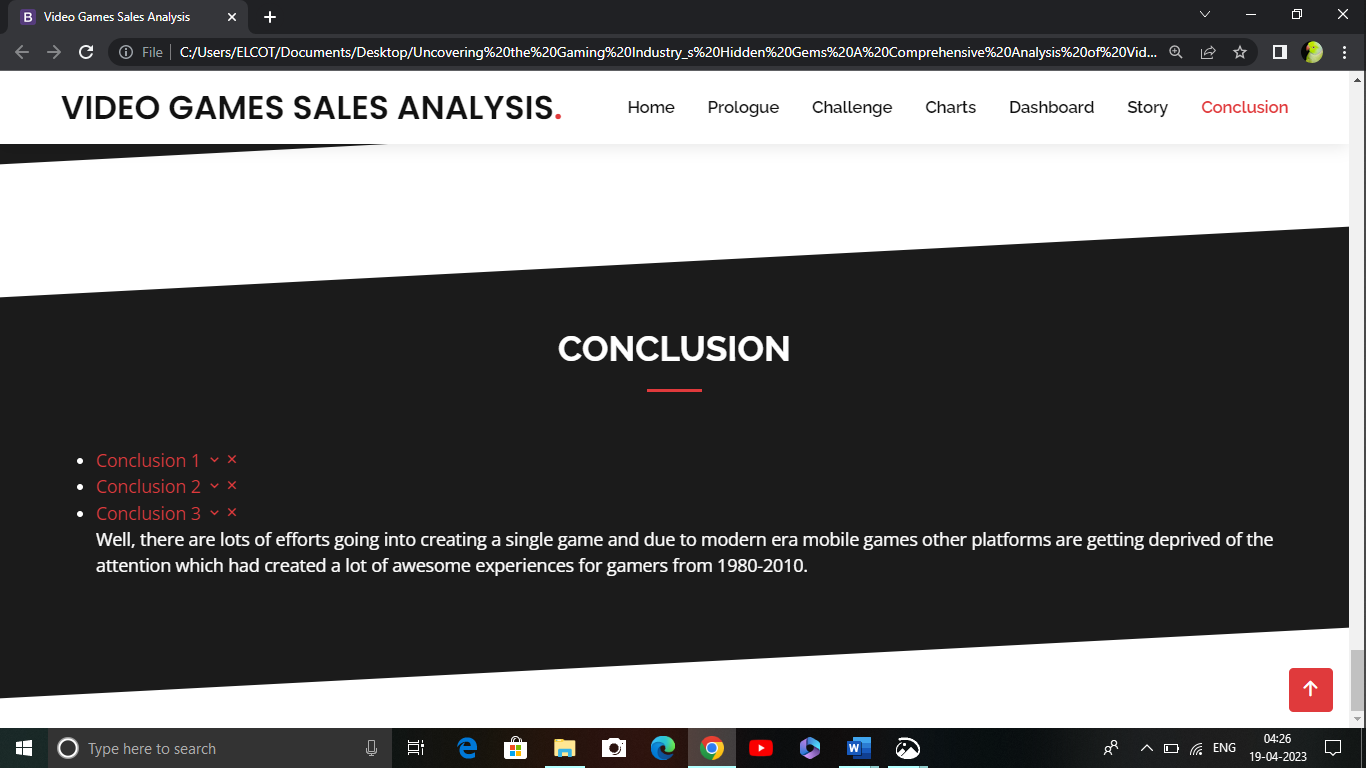 Video Games Sales Analysis
File
C:/Users/ELCOT/Documents/Desktop/Uncovering%20the%20Gaming%20Industry_s%20Hidden%20Gems%20A%20Comprehensive%20Analysis%20of%20Vid...
VIDEO GAMES SALES ANALYSIS.
Home Prologue Challenge Charts Dashboard Story Conclusion
CONCLUSION
Conclusion 1
Conclusion 2
Conclusion 3
Well, there are lots of efforts going into creating a single game and due to modern era mobile games other platforms are getting deprived of the
attention which had created a lot of awesome experiences for gamers from 1980-2010.
Type here to search
ENG
04:26
19-04-2023